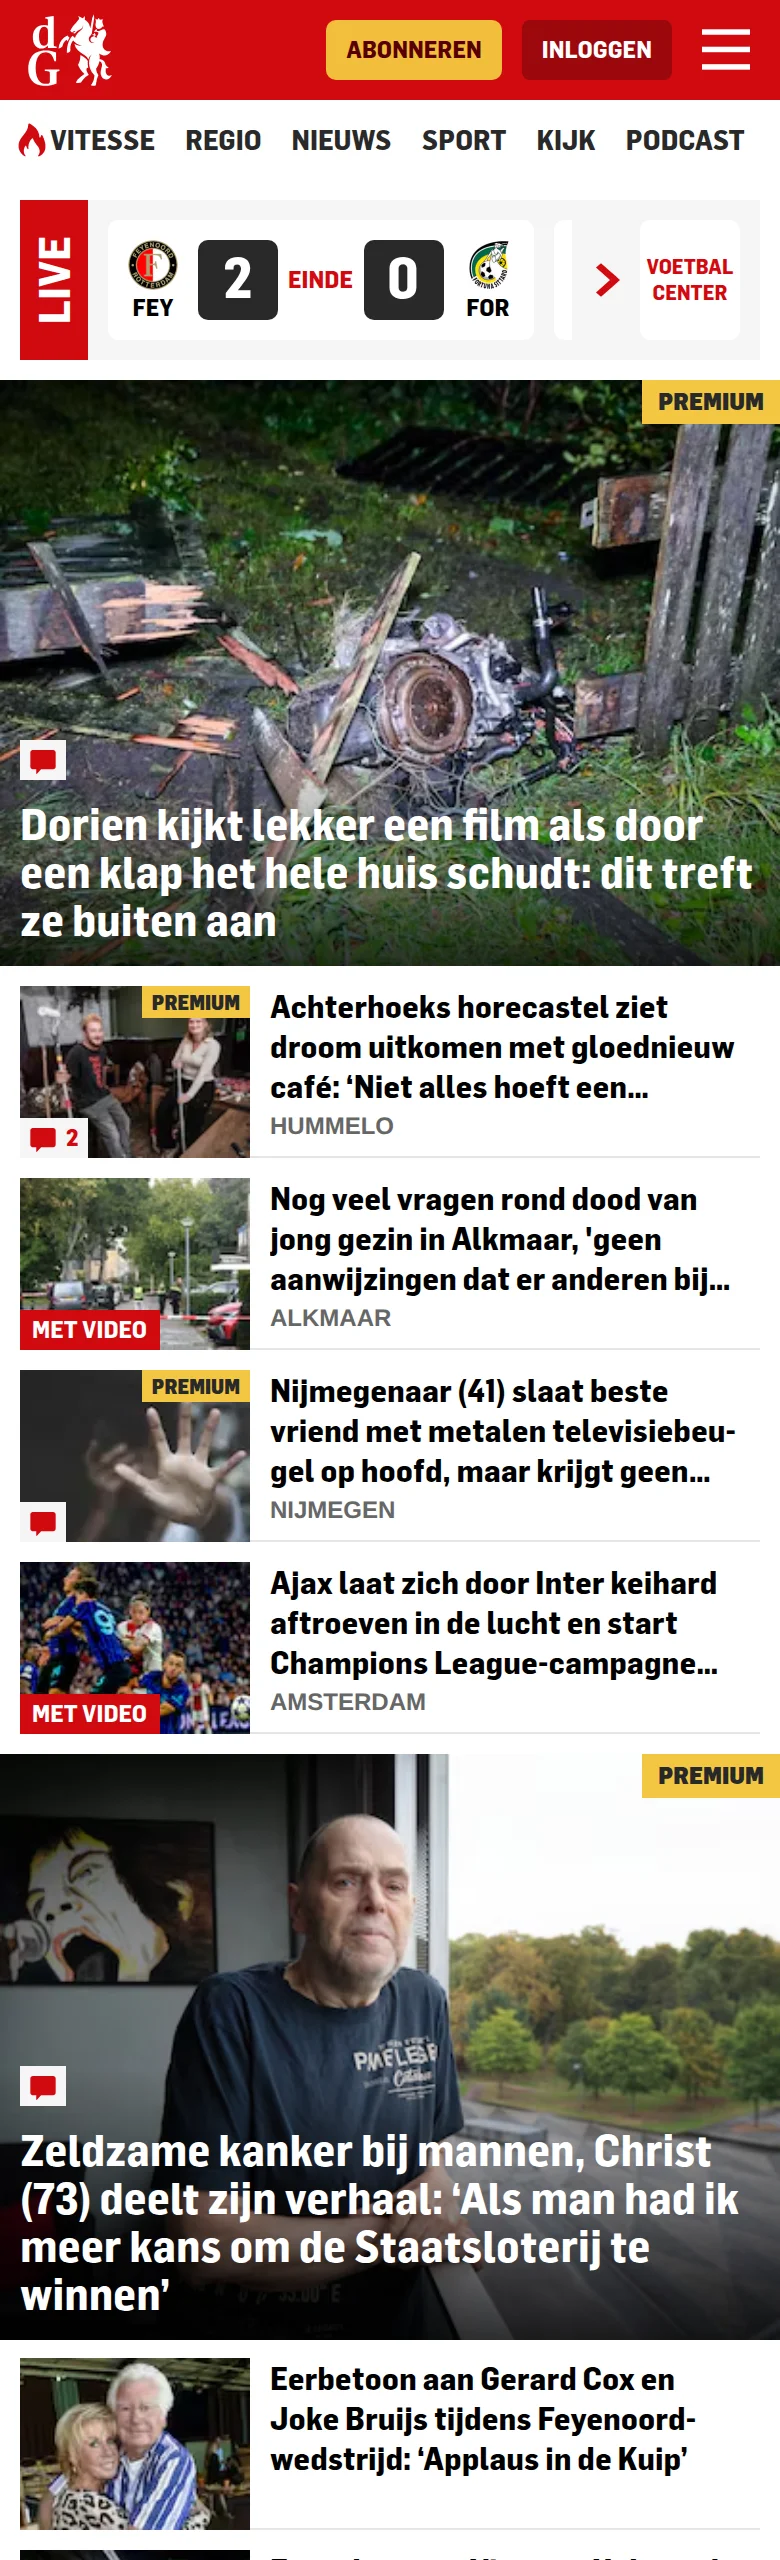 dG
ABONNEREN
INLOGGEN
VITESSE REGIO NIEUWS SPORT KIJK PODCAST
LIVE
FEYENOORD
ROTTERDAM
FEY
2
EINDE
0
FOR
VOETBAL
CENTER
PREMIUM
Dorien kijkt lekker een film als door
een klap het hele huis schudt: dit treft
ze buiten aan
PREMIUM
2
Achterhoeks horecastel ziet
droom uitkomen met gloednieuw
café: ‘Niet alles hoeft een...
HUMMELO
MET VIDEO
Nog veel vragen rond dood van
jong gezin in Alkmaar, 'geen
aanwijzingen dat er anderen bij...
ALKMAAR
PREMIUM
Nijmegenaar (41) slaat beste
vriend met metalen televisiebeu-
gel op hoofd, maar krijgt geen...
NIJMEGEN
9
MET VIDEO
Ajax laat zich door Inter keihard
aftroeven in de lucht en start
Champions League-campagne...
AMSTERDAM
PREMIUM
Zeldzame kanker bij mannen, Christ
(73) deelt zijn verhaal: ‘Als man had ik
meer kans om de Staatsloterij te
winnen’
Eerbetoon aan Gerard Cox en
Joke Bruijs tijdens Feyenoord-
wedstrijd: ‘Applaus in de Kuip’